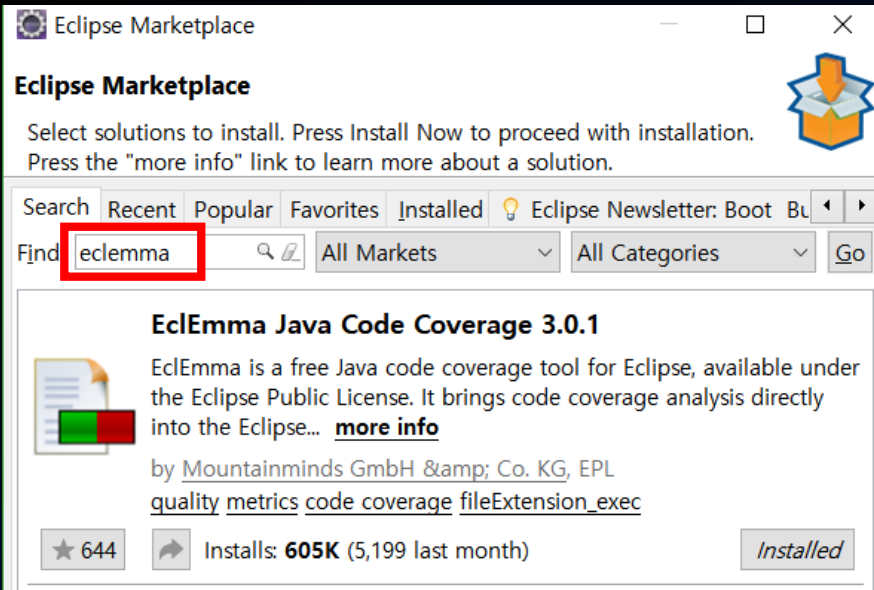 Eclipse Marketplace
Eclipse Marketplace
Select solutions to install. Press Install Now to proceed with installation.
Press the "more info" link to learn more about a solution.
Search Recent Popular Favorites Installed Eclipse Newsletter: Boot Bu
Find eclemma All Markets All Categories Go
EclEmma Java Code Coverage 3.0.1
EclEmma is a free Java code coverage tool for Eclipse, available under
the Eclipse Public License. It brings code coverage analysis directly
into the Eclipse... more info
by Mountainminds GmbH &amp; Co. KG, EPL
quality metrics code coverage fileExtension_exec
644 Installs: 605K (5,199 last month) Installed